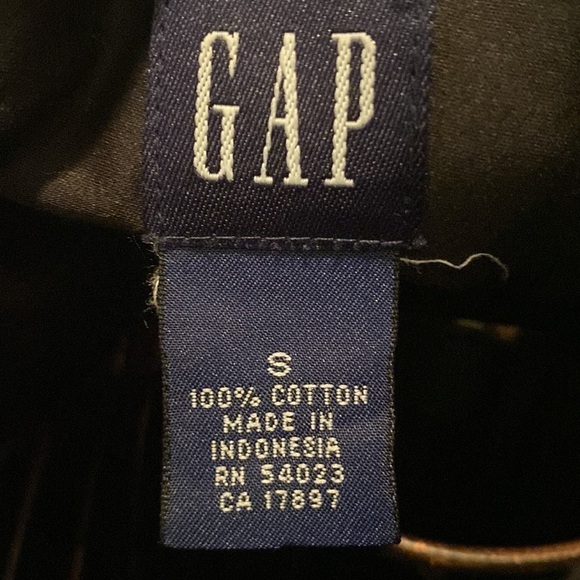 GAP
S
100% COTTON
MADE IN
INDONESIA
RN 54023
CA 17897